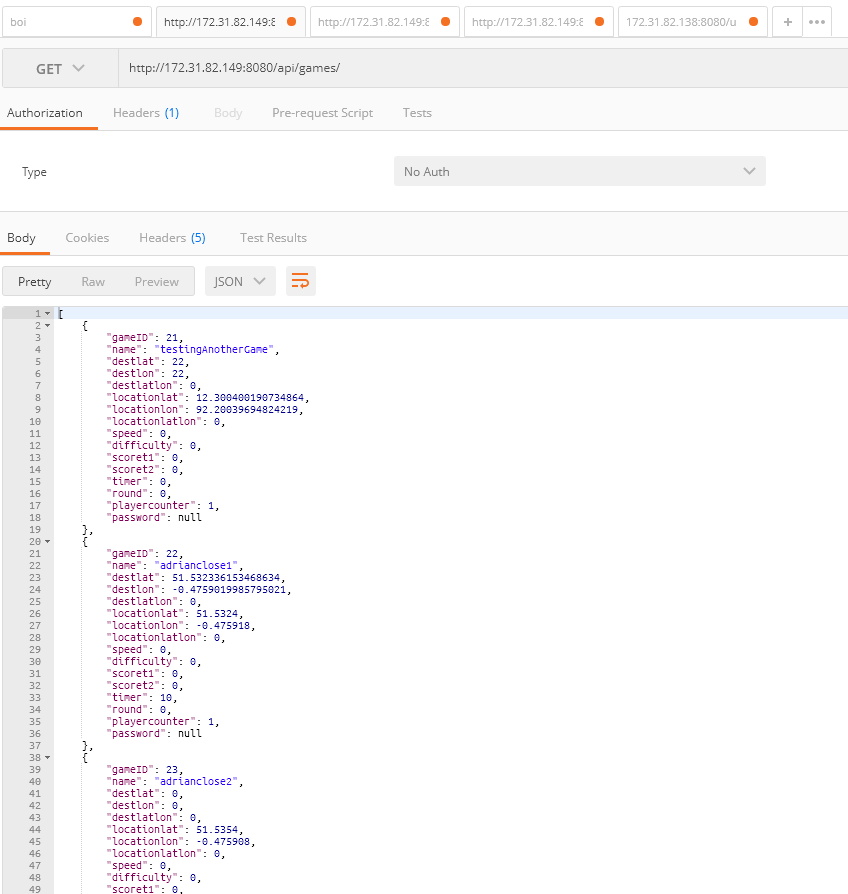 boi http://172.31.82.149:8 http://172.31.82.149:8 http://172.31.82.149:8 172.31.82.138:8080/u + •••
GET http://172.31.82.149:8080/api/games/
Authorization Headers (1) Body Pre-request Script Tests
Type No Auth
Body Cookies Headers (5) Test Results
Pretty Raw Preview JSON
1 [
2 {
3 "gameID": 21,
4 "name": "testingAnotherGame",
5 "destlat": 22,
6 "destlon": 22,
7 "destlatlon": 0,
8 "locationlat": 12.300400190734864,
9 "locationlon": 92.20039694824219,
10 "locationlatlon": 0,
11 "speed": 0,
12 "difficulty": 0,
13 "scoret1": 0,
14 "scoret2": 0,
15 "timer": 0,
16 "round": 0,
17 "playercounter": 1,
18 "password": null
19 },
20 {
21 "gameID": 22,
22 "name": "adrianclose1",
23 "destlat": 51.532336153468634,
24 "destlon": -0.4759019985795021,
25 "destlatlon": 0,
26 "locationlat": 51.5324,
27 "locationlon": -0.475918,
28 "locationlatlon": 0,
29 "speed": 0,
30 "difficulty": 0,
31 "scoret1": 0,
32 "scoret2": 0,
33 "timer": 10,
34 "round": 0,
35 "playercounter": 1,
36 "password": null
37 },
38 {
39 "gameID": 23,
40 "name": "adrianclose2",
41 "destlat": 0,
42 "destlon": 0,
43 "destlatlon": 0,
44 "locationlat": 51.5354,
45 "locationlon": -0.475908,
46 "locationlatlon": 0,
47 "speed": 0,
48 "difficulty": 0,
49 "scoret1": 0,